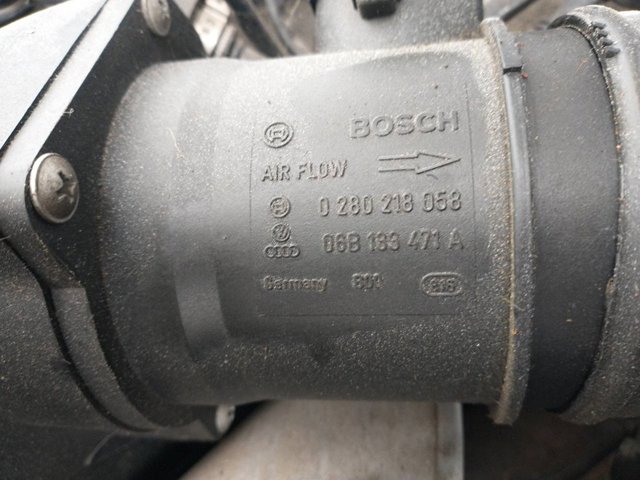 BOSCH
AIR FLOW
0 280 218 058
06B 133 471 A
Germany